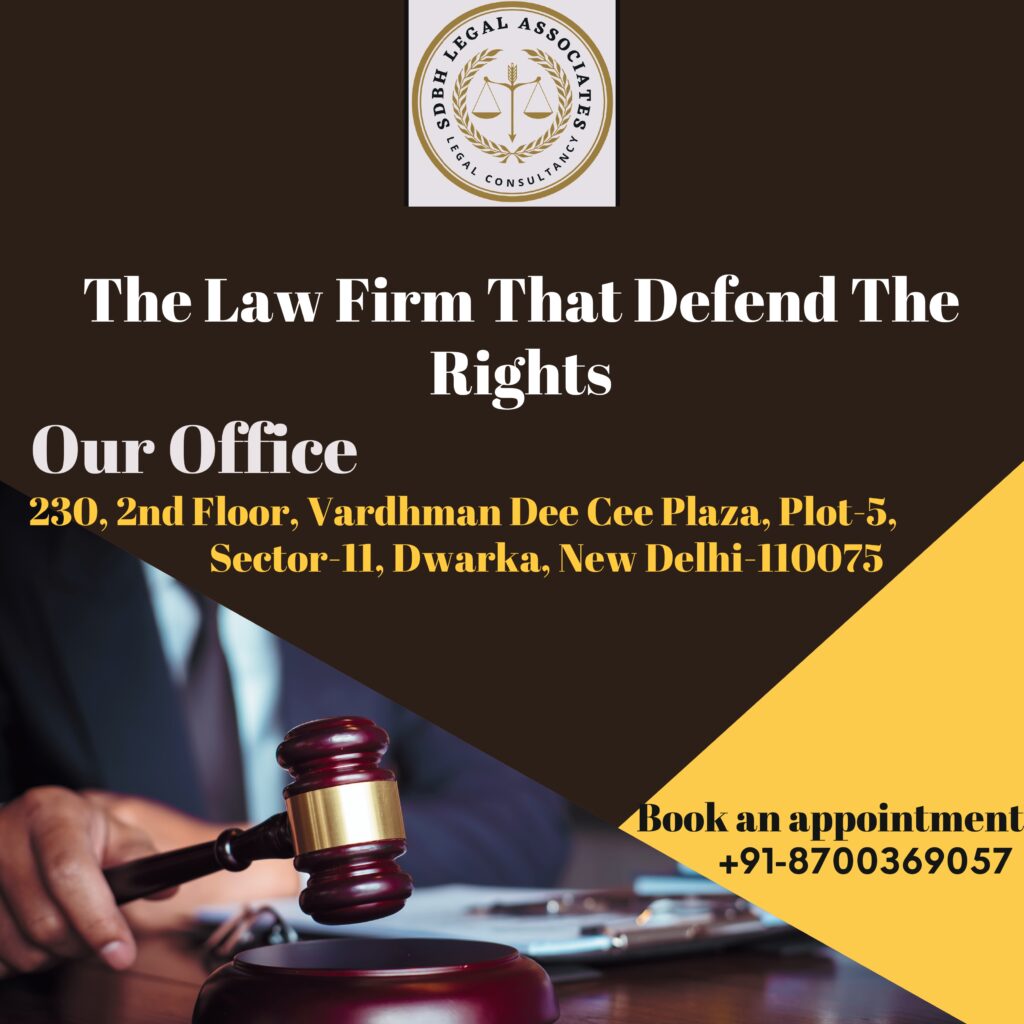 SDBH LEGAL ASSOCIATES
LEGAL CONSULTANCY
The Law Firm That Defend The
Rights
Our Office
230, 2nd Floor, Vardhman Dee Cee Plaza, Plot-5,
Sector-11, Dwarka, New Delhi-110075
Book an appointment
+91-8700369057